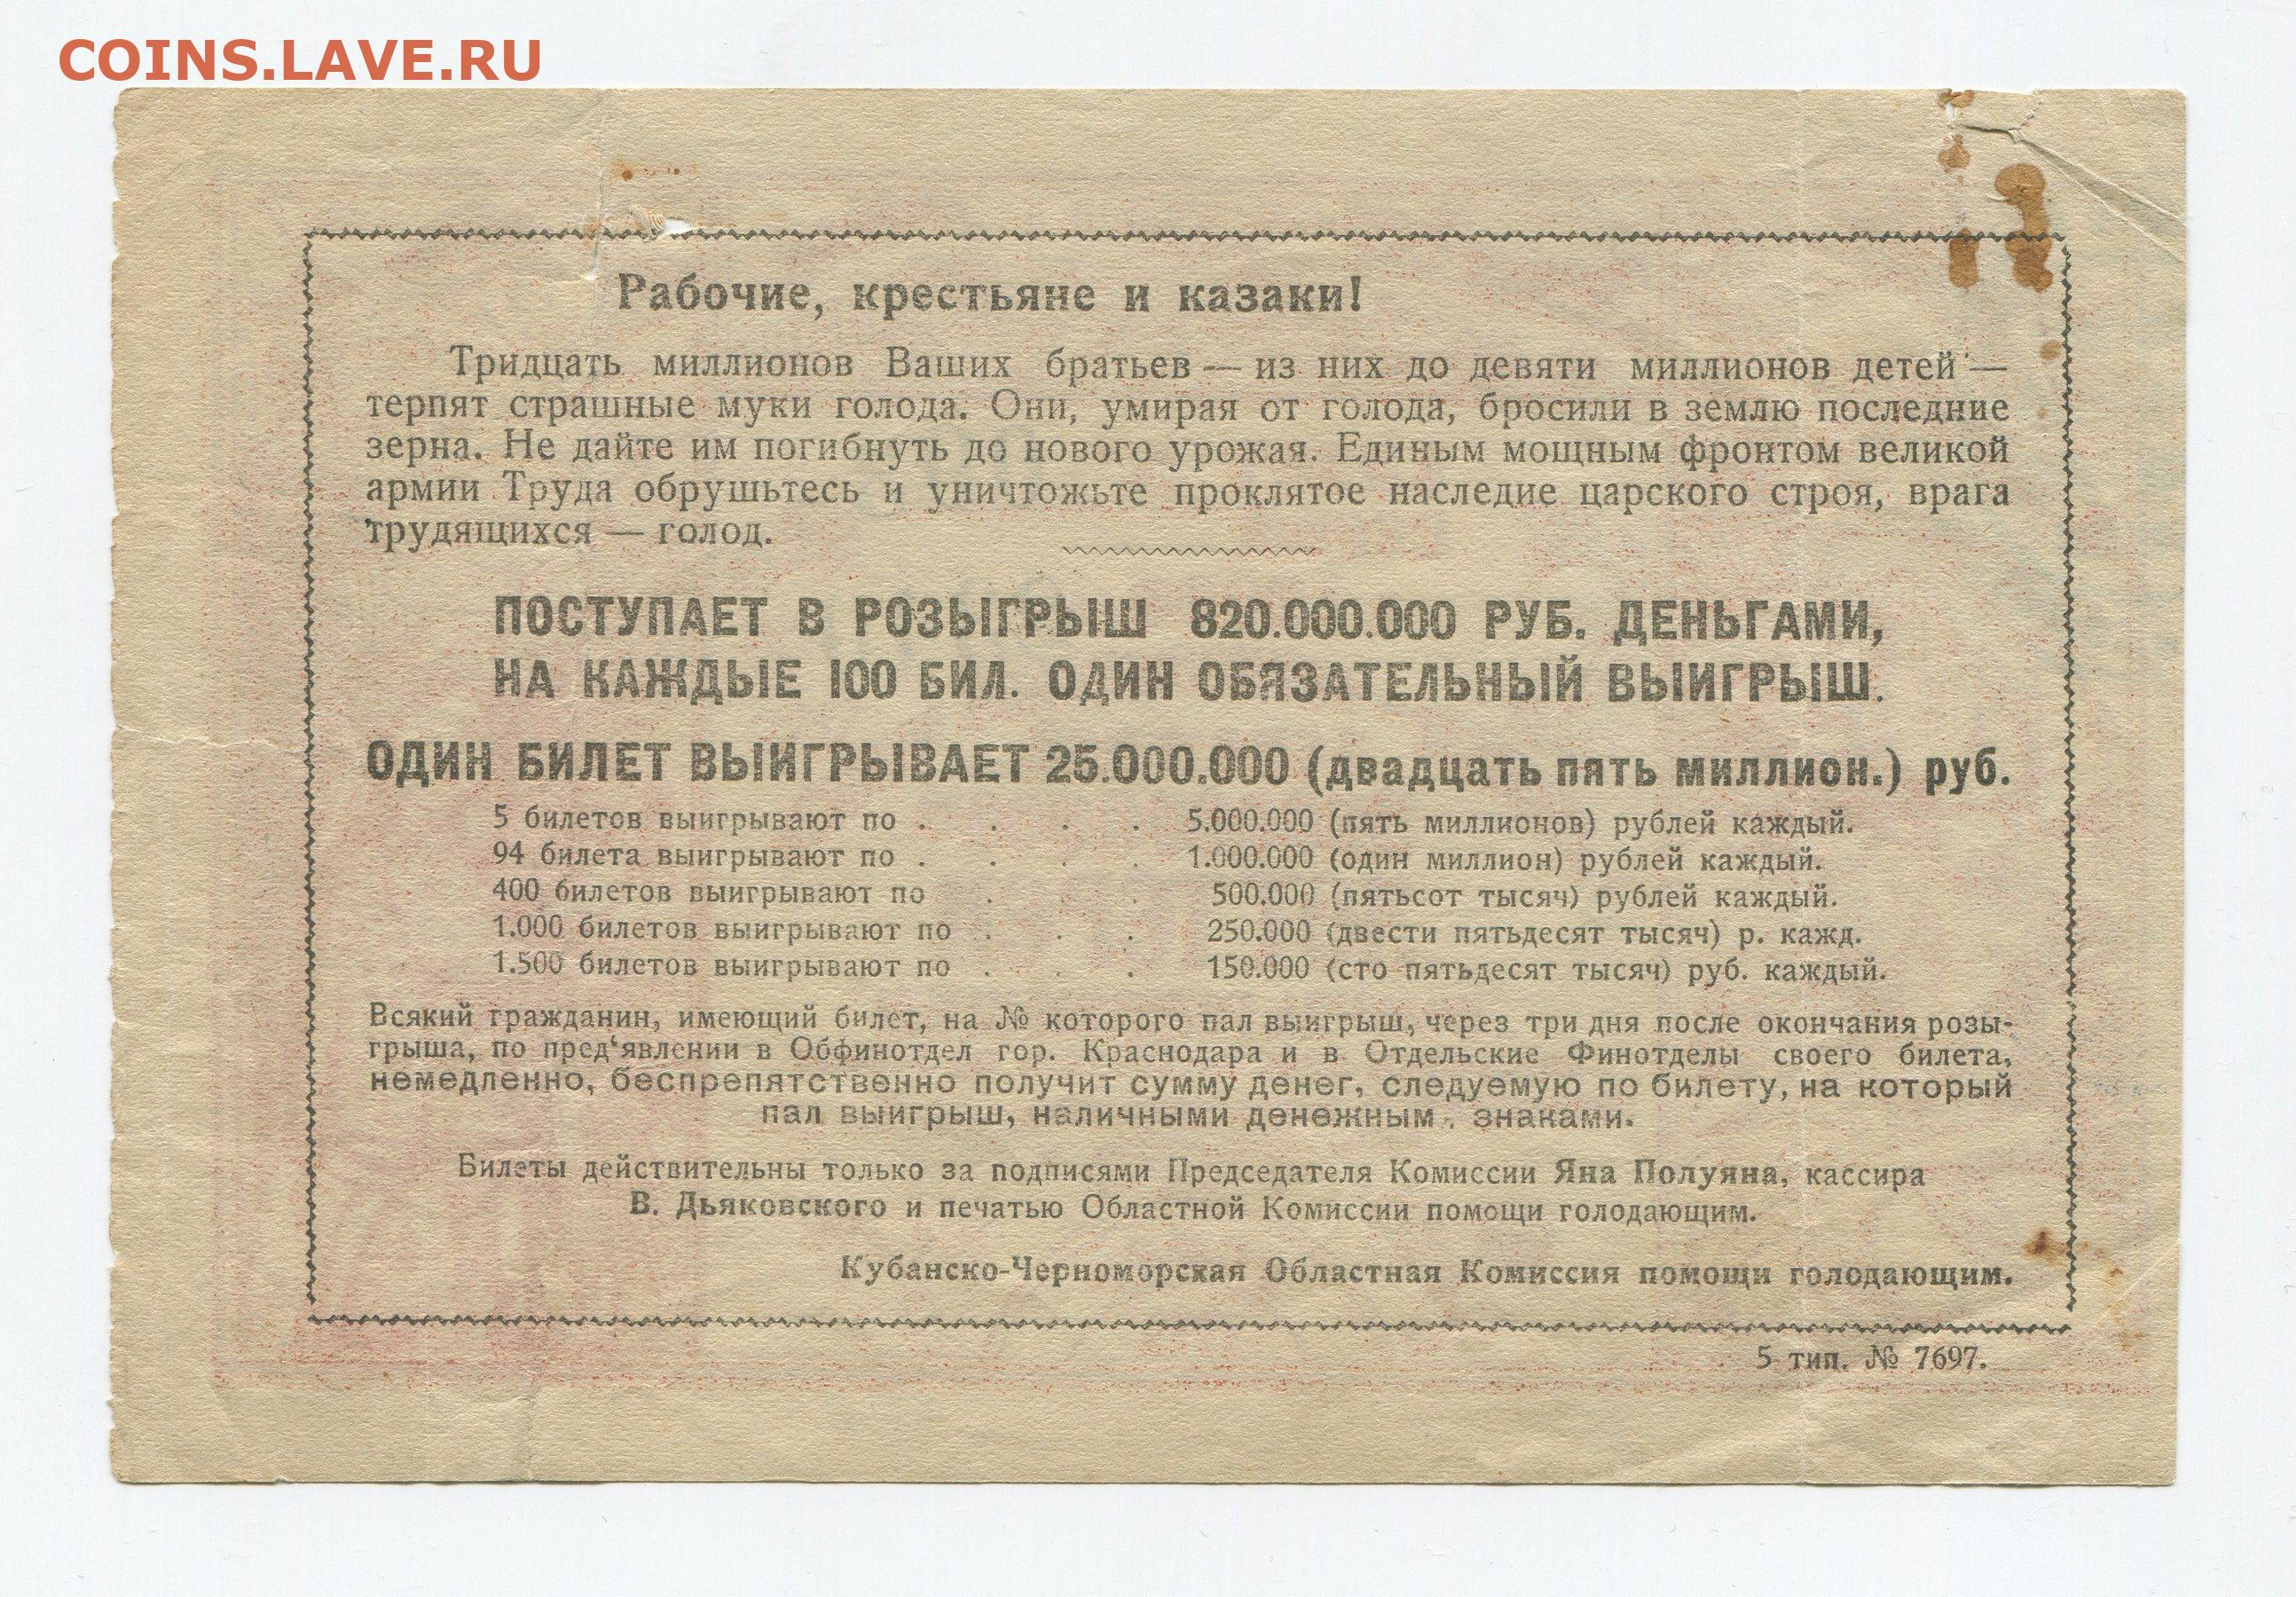 COINS.LAVE.RU
Рабочие, крестьяне и казаки!
Тридцать миллионов Ваших братьев — из них до девяти миллионов детей —
терпят страшные муки голода. Они, умирая от голода, бросили в землю последние
зерна. Не дайте им погибнуть до нового урожая. Единым мощным фронтом великой
армии Труда обрушьтесь и уничтожьте проклятое наследие царского строя, врага
трудящихся — голод.
ПОСТУПАЕТ В РОЗЫГРЫШ 820.000.000 РУБ. ДЕНЬГАМИ,
НА КАЖДЫЕ 100 БИЛ. ОДИН ОБЯЗАТЕЛЬНЫЙ ВЫИГРЫШ.
ОДИН БИЛЕТ ВЫИГРЫВАЕТ 25.000.000 (двадцать пять миллион.) руб.
5 билетов выигрывают по . . . . 5.000.000 (пять миллионов) рублей каждый.
94 билета выигрывают по . . . . 1.000.000 (один миллион) рублей каждый.
400 билетов выигрывают по . . . 500.000 (пятьсот тысяч) рублей каждый.
1.000 билетов выигрывают по . . . 250.000 (двести пятьдесят тысяч) р. кажд.
1.500 билетов выигрывают по . . . 150.000 (сто пятьдесят тысяч) руб. каждый.
Всякий гражданин, имеющий билет, на № которого пал выигрыш, через три дня после окончания розы-
грыша, по пред‘явлении в Обфинотдел гор. Краснодара и в Отдельские Финотделы своего билета,
немедленно, беспрепятственно получит сумму денег, следуемую по билету, на который
пал выигрыш, наличными денежным. знаками.
Билеты действительны только за подписями Председателя Комиссии Яна Полуяна, кассира
В. Дьяковского и печатью Областной Комиссии помощи голодающим.
Кубанско-Черноморская Областная Комиссия помощи голодающим.
5 тип. № 7697.